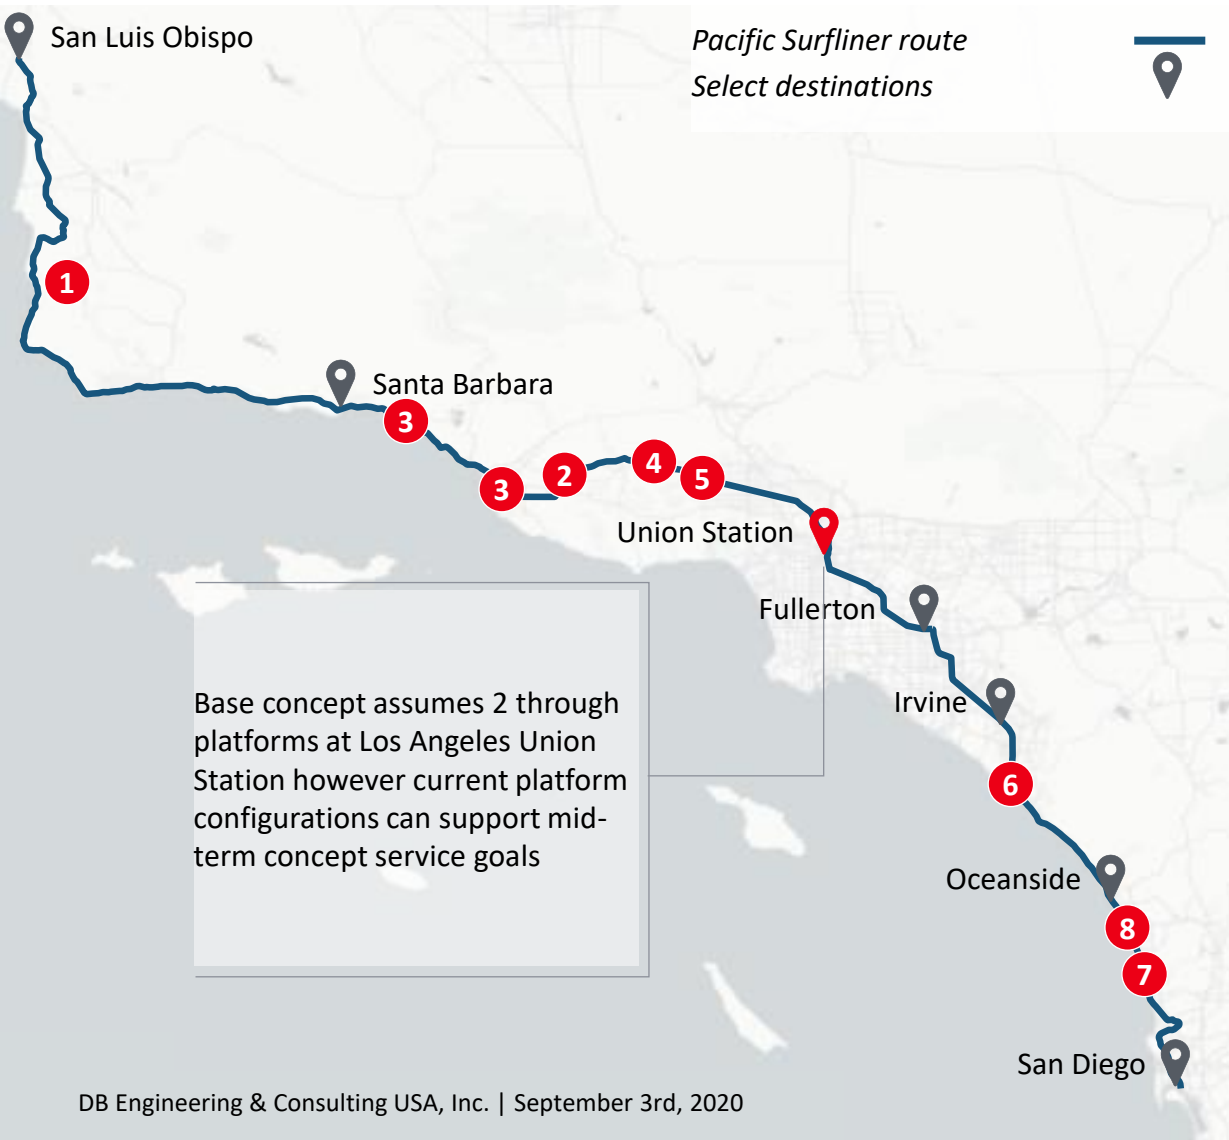 San Luis Obispo
Pacific Surfliner route
Select destinations
1
Santa Barbara
3
3
2
4
5
Union Station
Fullerton
Irvine
6
Base concept assumes 2 through
platforms at Los Angeles Union
Station however current platform
configurations can support mid-
term concept service goals
Oceanside
8
7
San Diego
DB Engineering & Consulting USA, Inc. | September 3rd, 2020